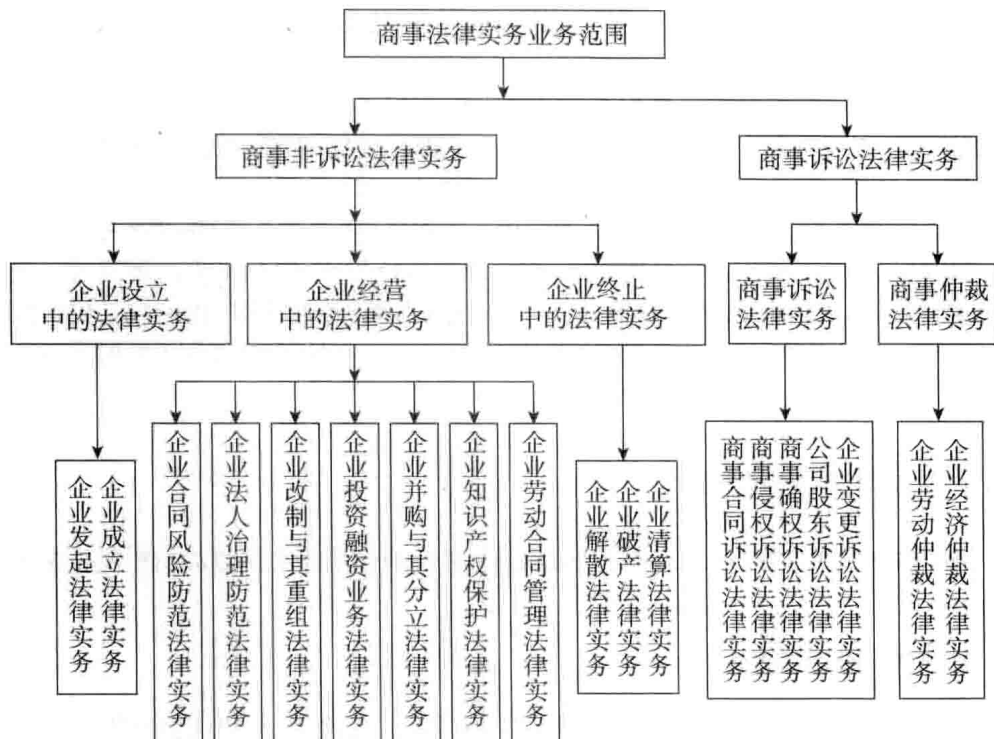 商事法律实务业务范围
商事非诉讼法律实务
商事诉讼法律实务
企业设立
中的法律实务
企业经营
中的法律实务
企业终止
中的法律实务
商事诉讼
法律实务
商事仲裁
法律实务
企业发起法律实务
企业成立法律实务
企业合同风险防范法律实务
企业法人治理防范法律实务
企业改制与其重组法律实务
企业投资融资业务法律实务
企业并购与其分立法律实务
企业知识产权保护法律实务
企业劳动合同管理法律实务
企业解散法律实务
企业破产法律实务
企业清算法律实务
商事合同诉讼法律实务
商事侵权诉讼法律实务
商事确权诉讼法律实务
公司股东诉讼法律实务
企业变更诉讼法律实务
企业劳动仲裁法律实务
企业经济仲裁法律实务